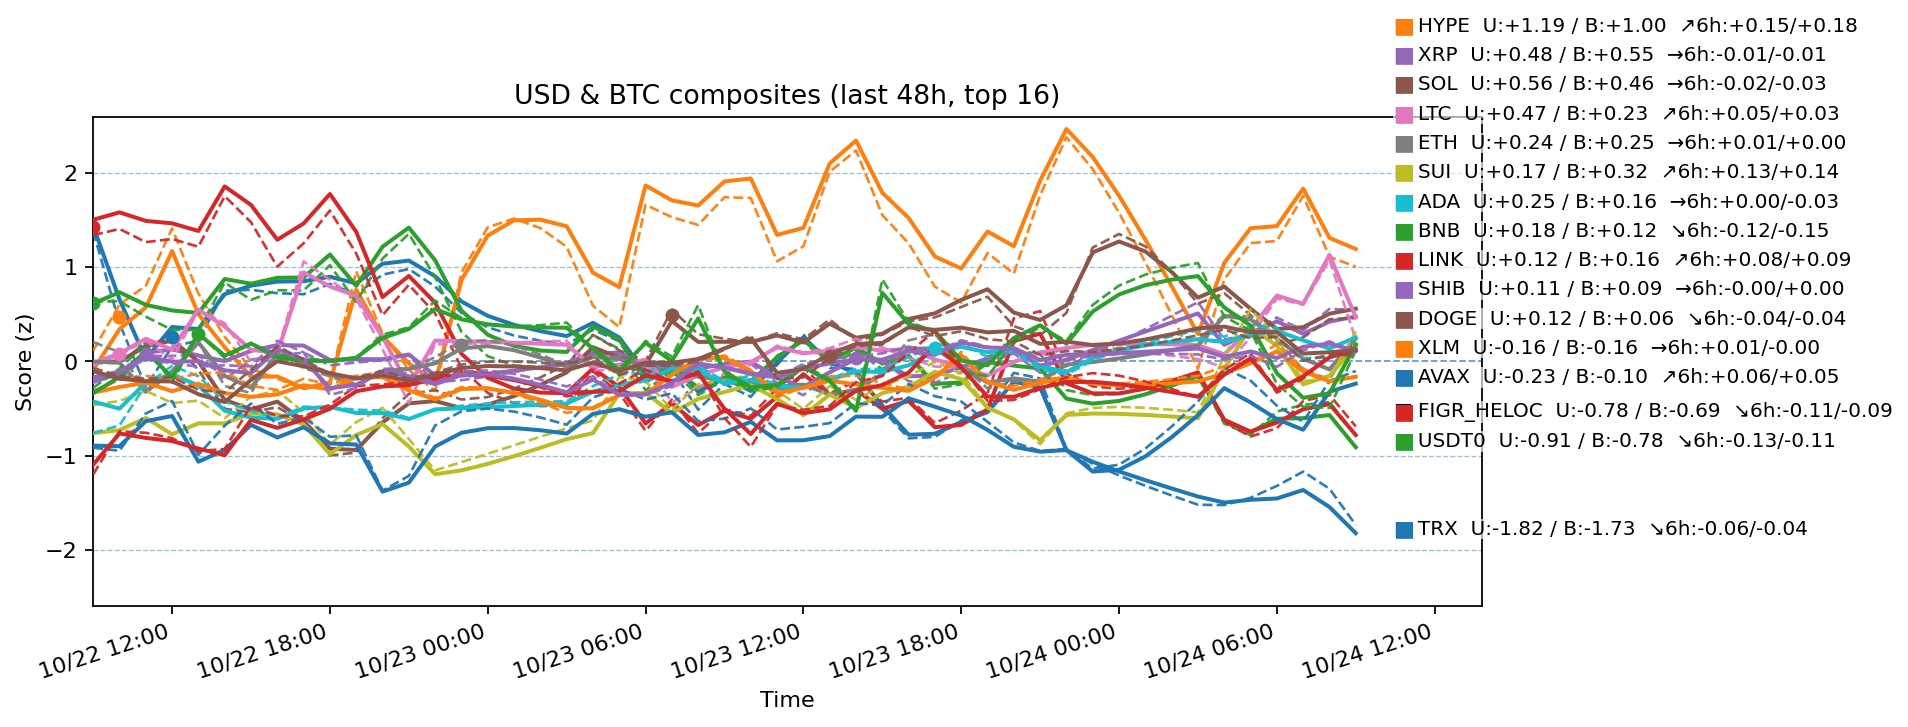 HYPE U:+1.19 / B:+1.00 ↗6h:+0.15/+0.18
XRP U:+0.48 / B:+0.55 →6h:-0.01/-0.01
SOL U:+0.56 / B:+0.46 →6h:-0.02/-0.03
USD & BTC composites (last 48h, top 16)
LTC U:+0.47 / B:+0.23 ↗6h:+0.05/+0.03
ETH U:+0.24 / B:+0.25 →6h:+0.01/+0.00
SUI U:+0.17 / B:+0.32 ↗6h:+0.13/+0.14
ADA U:+0.25 / B:+0.16 →6h:+0.00/-0.03
BNB U:+0.18 / B:+0.12 ↘6h:-0.12/-0.15
LINK U:+0.12 / B:+0.16 ↗6h:+0.08/+0.09
SHIB U:+0.11 / B:+0.09 →6h:-0.00/+0.00
DOGE U:+0.12 / B:+0.06 ↘6h:-0.04/-0.04
XLM U:-0.16 / B:-0.16 →6h:+0.01/-0.00
AVAX U:-0.23 / B:-0.10 ↗6h:+0.06/+0.05
FIGR_HELOC U:-0.78 / B:-0.69 ↘6h:-0.11/-0.09
USDT0 U:-0.91 / B:-0.78 ↘6h:-0.13/-0.11
TRX U:-1.82 / B:-1.73 ↘6h:-0.06/-0.04
Score (z)
2
1
0
−1
−2
10/22 12:00
10/22 18:00
10/23 00:00
10/23 06:00
10/23 12:00
10/23 18:00
10/24 00:00
10/24 06:00
10/24 12:00
Time